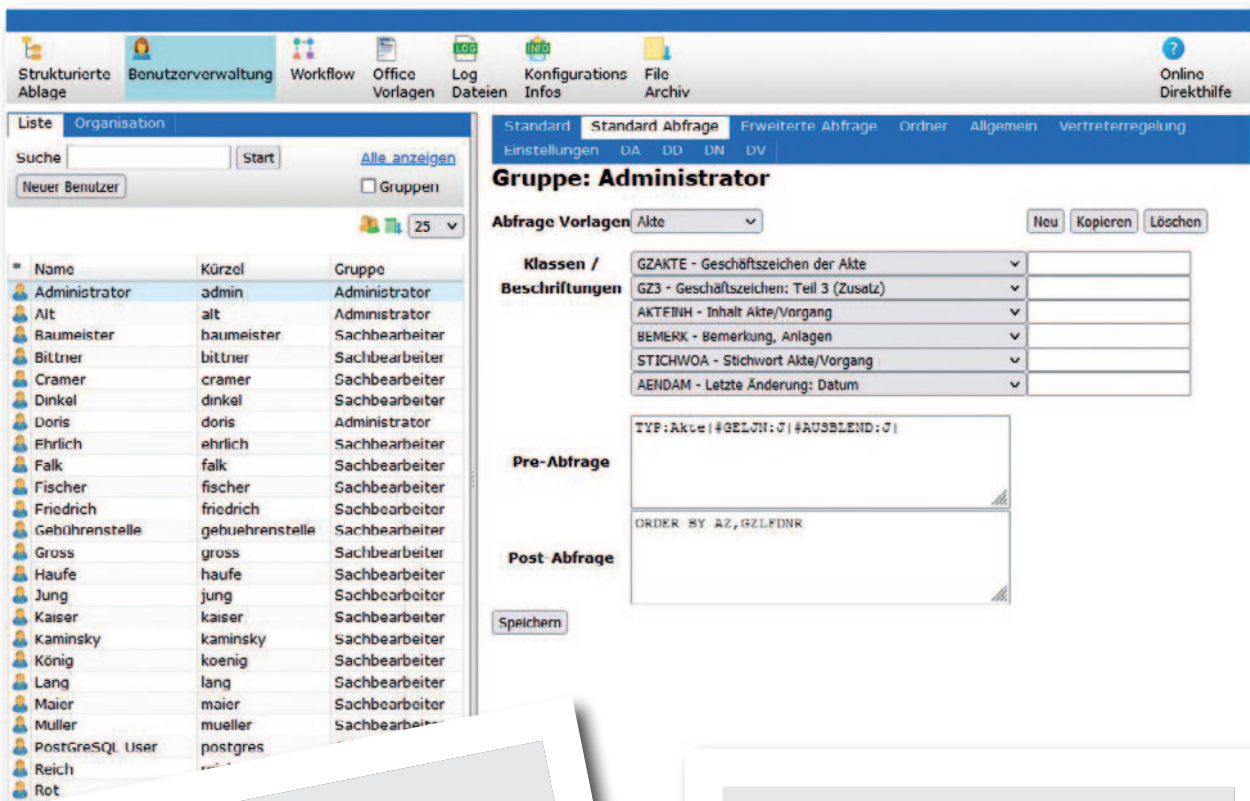 Strukturierte Ablage
Benutzerverwaltung
Workflow
Office Vorlagen
Log Dateien
Konfigurations Infos
File Archiv
Online Direkthilfe
Liste Organisation
Suche Start Alle anzeigen
Neuer Benutzer Gruppen
25
* Name Kürzel Gruppe
Administrator admin Administrator
Alt alt Administrator
Baumeister baumeister Sachbearbeiter
Bittner bittner Sachbearbeiter
Cramer cramer Sachbearbeiter
Dinkel dinkel Sachbearbeiter
Doris doris Administrator
Ehrlich ehrlich Sachbearbeiter
Falk falk Sachbearbeiter
Fischer fischer Sachbearbeiter
Friedrich friedrich Sachbearbeiter
Gebührenstelle gebuehrenstelle Sachbearbeiter
Gross gross Sachbearbeiter
Haufe haufe Sachbearbeiter
Jung jung Sachbearbeiter
Kaiser kaiser Sachbearbeiter
Kaminsky kaminsky Sachbearbeiter
König koenig Sachbearbeiter
Lang lang Sachbearbeiter
Maier maier Sachbearbeiter
Muller mueller Sachbearbeiter
PostGreSQL User postgres
Reich
Rot
Standard Standard Abfrage Erweiterte Abfrage Ordner Allgemein Vertreterregelung
Einstellungen DA DD DN DV
Gruppe: Administrator
Abfrage Vorlagen Akte Neu Kopieren Löschen
Klassen / Beschriftungen
GZAKTE - Geschäftszeichen der Akte
GZ3 - Geschäftszeichen: Teil 3 (Zusatz)
AKTEINH - Inhalt Akte/Vorgang
BEMERK - Bemerkung, Anlagen
STICHWOA - Stichwort Akte/Vorgang
AENDAM - Letzte Änderung: Datum
Pre-Abfrage
TYP:Akte|#GELJN:J|#AUSBLEND:J|
Post-Abfrage
ORDER BY AZ,GZLFDNR
Speichern